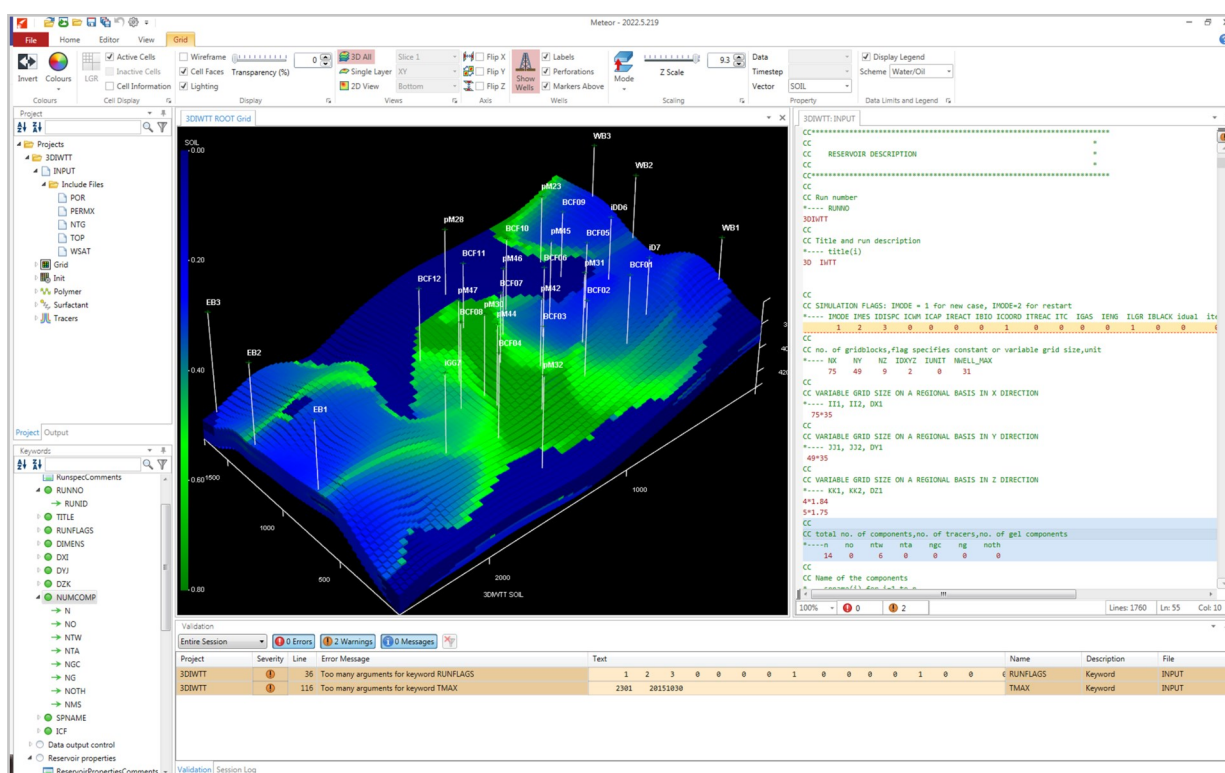 Meteor - 2022.5.219
File Home Editor View Grid
Invert
Colours
LGR
Active Cells
Inactive Cells
Cell Information
Wireframe
Cell Faces
Lighting
Transparency (%)
0
3D All
Single Layer
2D View
Slice 1
XY
Bottom
Flip X
Flip Y
Flip Z
Show Wells
Labels
Perforations
Markers Above
Mode
Z Scale
9.3
Data
Timestep
Vector SOIL
Display Legend
Scheme Water/Oil
Colours Cell Display Display Views Axis Wells Scaling Property Data Limits and Legend
Project
Projects
3DIWTT
INPUT
Include Files
POR
PERMX
NTG
TOP
WSAT
Grid
Init
Polymer
Surfactant
Tracers
Project Output
Keywords
RunspecComments
RUNNO
RUNID
TITLE
RUNFLAGS
DIMENS
DXI
DYJ
DZK
NUMCOMP
N
NO
NTW
NTA
NGC
NG
NOTH
NMS
SPNAME
ICF
Data output control
Reservoir properties
ReservoirPropertiesComments
3DIWTT ROOT Grid
SOIL
0.00
0.20
0.40
0.60
0.80
WB3
WB2
pM23
BCF09
iDD6
pM28
WB1
BCF10
pM45
BCF05
iD7
BCF11
pM46
BCF06
pM31
BCF01
BCF12
BCF07
pM47
pM42
BCF02
EB3
pM30
BCF08
pM44
BCF03
EB2
BCF04
iGG7
pM32
EB1
1500
1000
500
1000
2000
3DIWTT SOIL
3DIWTT: INPUT
CC******************************************************************
CC *
CC RESERVOIR DESCRIPTION *
CC *
CC******************************************************************
CC
CC Run number
*---- RUNNO
3DIWTT
CC
CC Title and run description
*---- title(i)
3D IWTT
CC
CC SIMULATION FLAGS: IMODE = 1 for new case, IMODE=2 for restart
*---- IMODE IMES IDISPC ICWM ICAP IREACT IBIO ICOORD ITREAC ITC IGAS IENG ILGR IBLACK idual
1 2 3 0 0 0 0 1 0 0 0 0 1 0 0
CC
CC no. of gridblocks,flag specifies constant or variable grid size,unit
*---- NX NY NZ IDXYZ IUNIT NWELL_MAX
75 49 9 2 0 31
CC
CC VARIABLE GRID SIZE ON A REGIONAL BASIS IN X DIRECTION
*---- II1, II2, DX1
75*35
CC
CC VARIABLE GRID SIZE ON A REGIONAL BASIS IN Y DIRECTION
*---- JJ1, JJ2, DY1
49*35
CC
CC VARIABLE GRID SIZE ON A REGIONAL BASIS IN Z DIRECTION
*---- KK1, KK2, DZ1
4*1.84
5*1.75
CC
CC total no. of components,no. of tracers,no. of gel components
*----n no ntw nta ngc ng noth
14 0 6 0 0 0 0
CC
CC Name of the components
100% 0 2 Lines: 1760 Ln: 55 Col: 10
Validation
Entire Session 0 Errors 2 Warnings 0 Messages
Project Severity Line Error Message Text Name Description File
3DIWTT 36 Too many arguments for keyword RUNFLAGS 1 2 3 0 0 0 0 1 0 0 0 0 1 0 0 RUNFLAGS Keyword INPUT
3DIWTT 116 Too many arguments for keyword TMAX 2301 20151030 TMAX Keyword INPUT
Validation Session Log